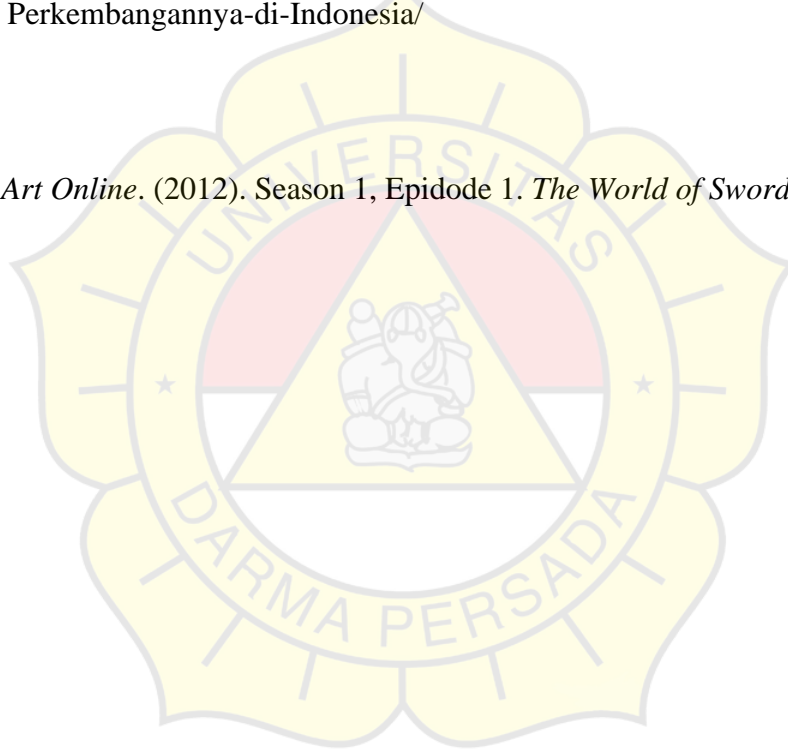 Perkembangannya-di-Indonesia/
Art Online. (2012). Season 1, Epidode 1. The World of Sword
UNIVERSITAS
DARMA PERSADA